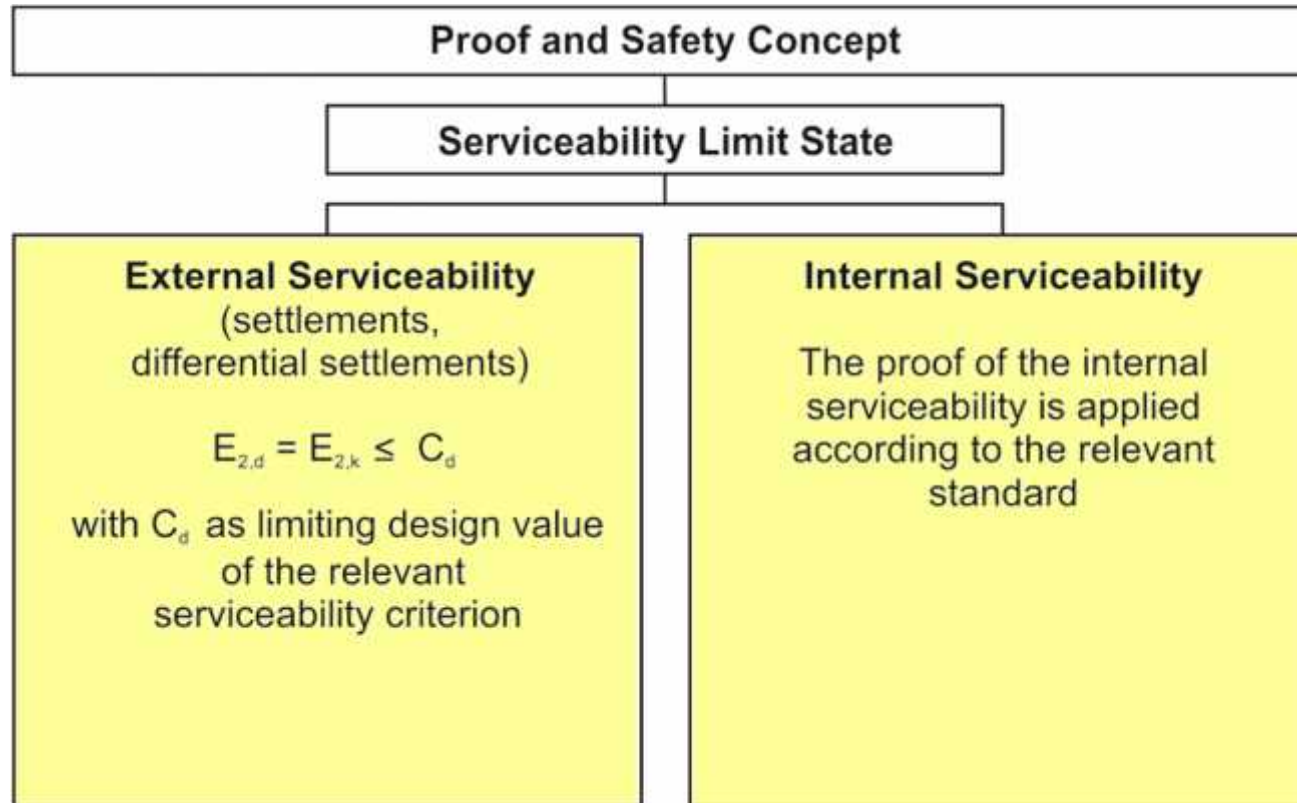 Proof and Safety Concept
Serviceability Limit State
External Serviceability
(settlements,
differential settlements)
E2,d = E2,k ≤ Cd
with Cd as limiting design value
of the relevant
serviceability criterion
Internal Serviceability
The proof of the internal
serviceability is applied
according to the relevant
standard